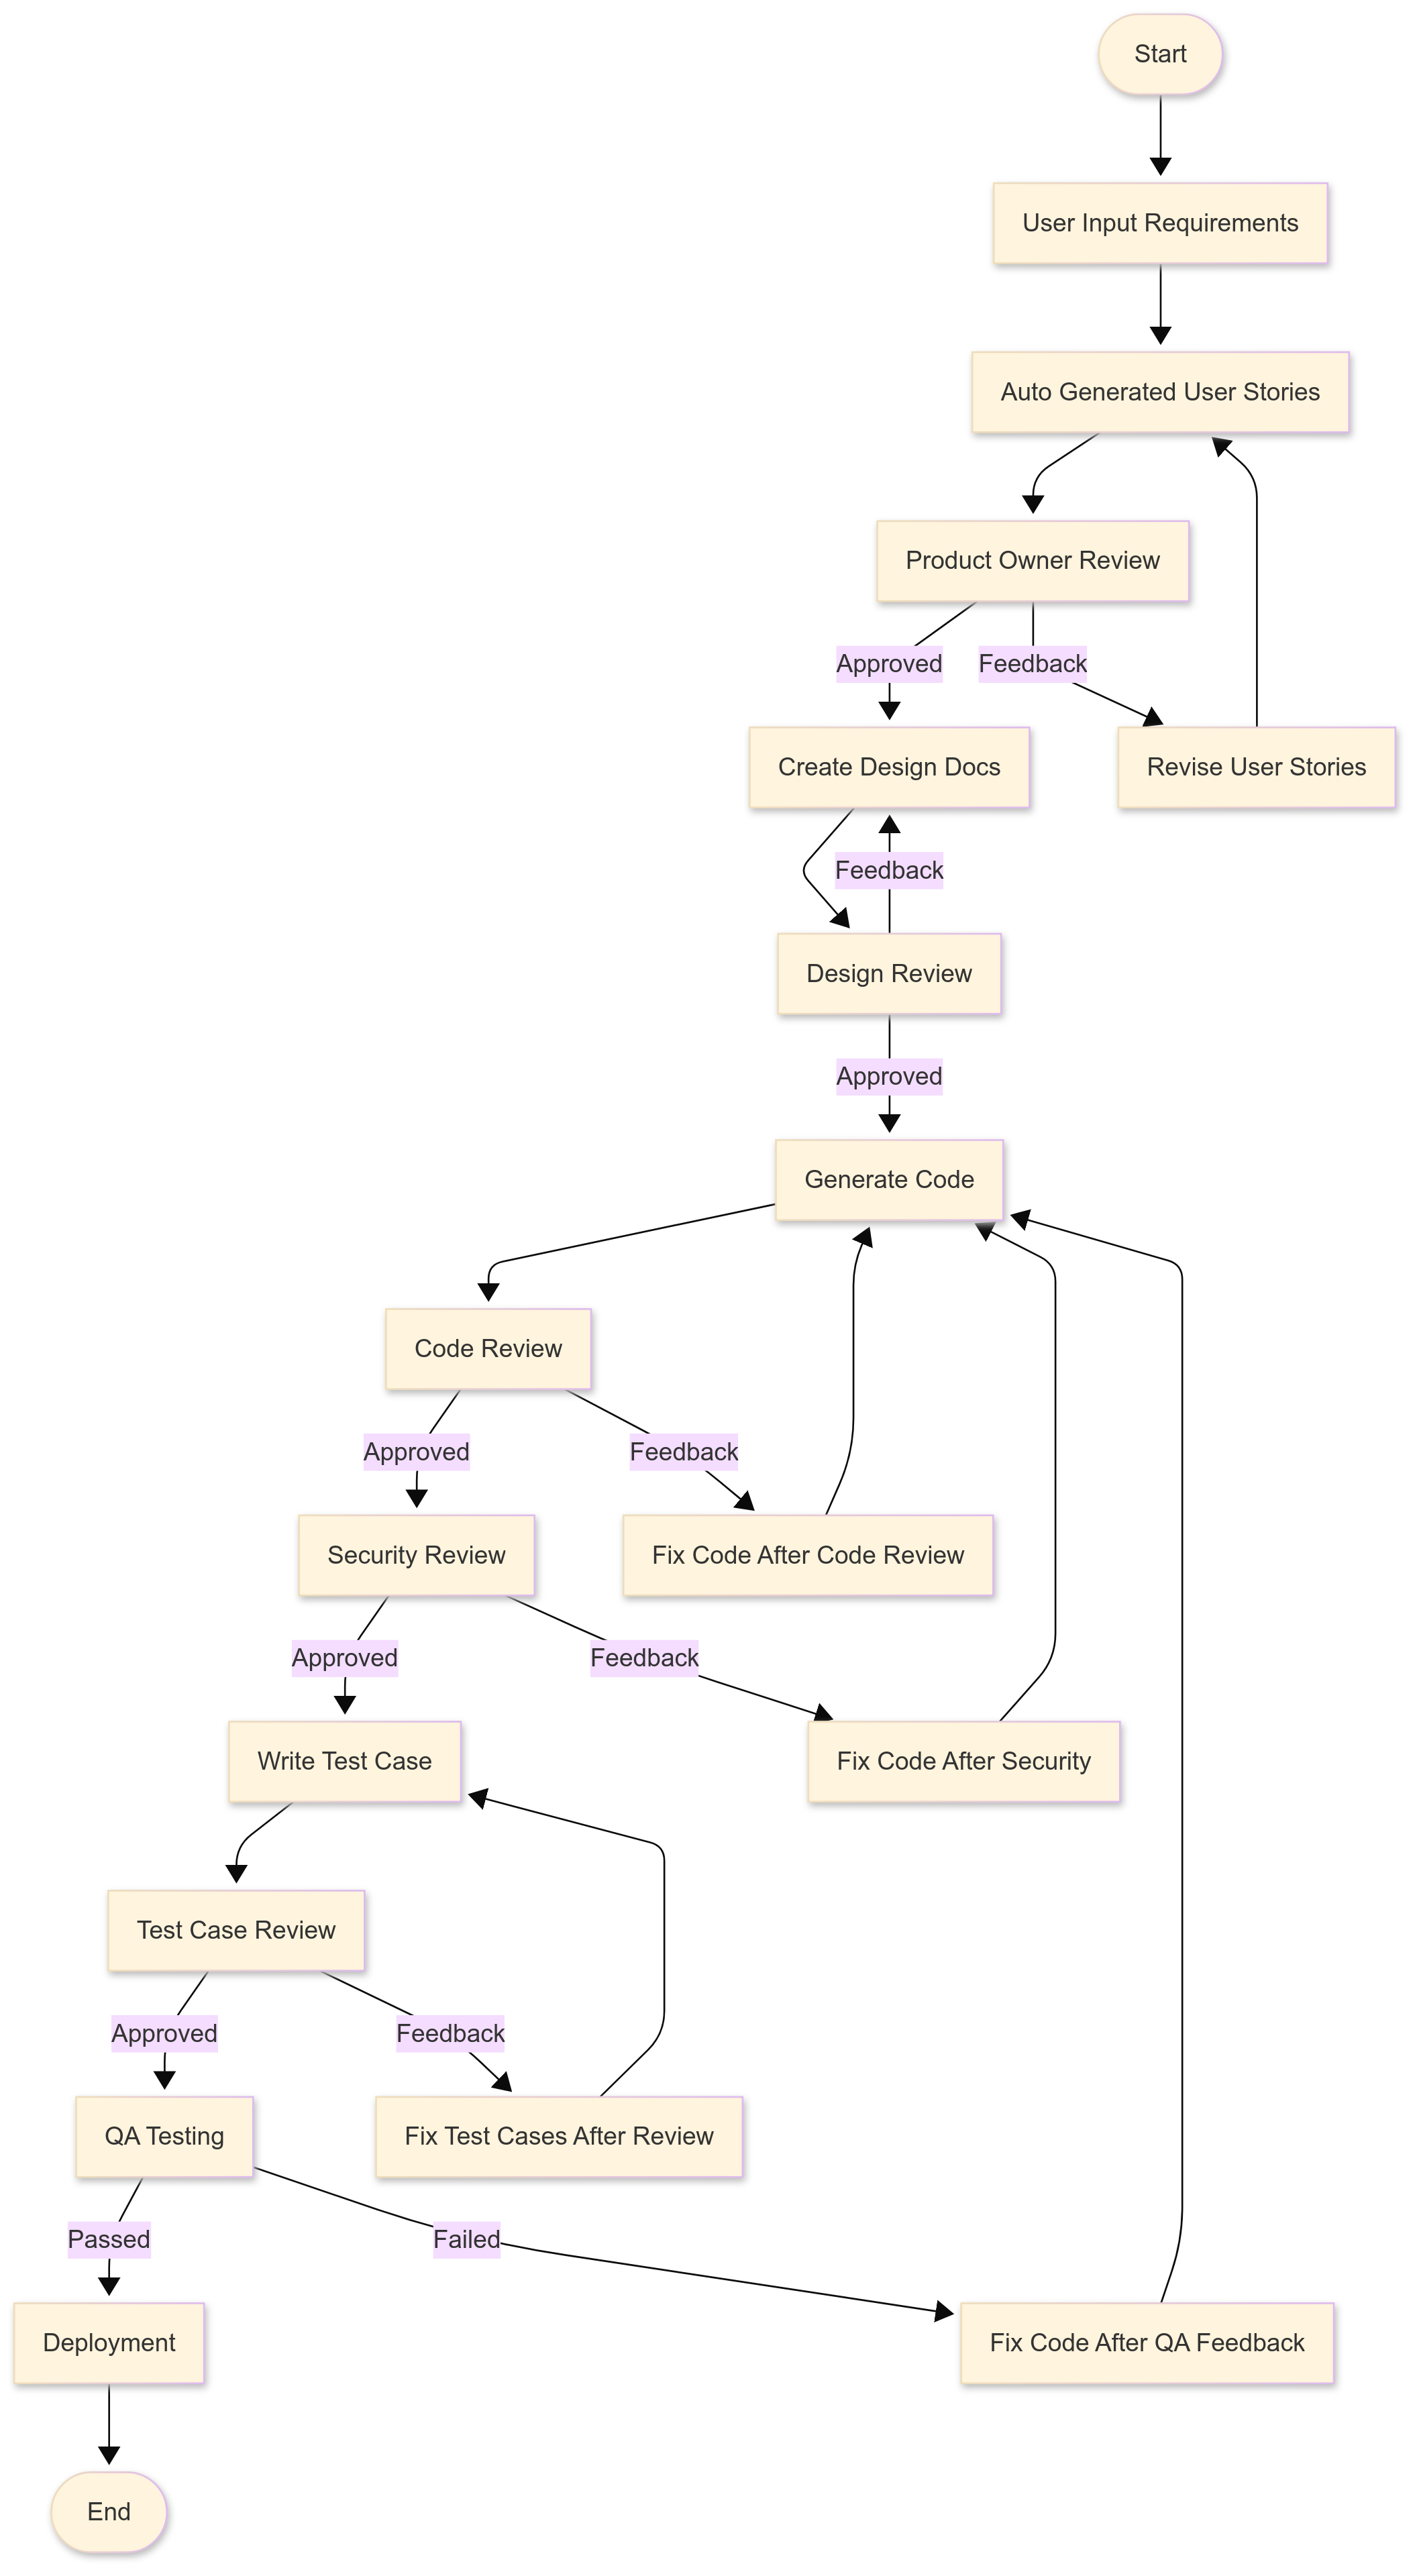 Start
User Input Requirements
Auto Generated User Stories
Product Owner Review
Approved
Feedback
Create Design Docs
Revise User Stories
Feedback
Design Review
Approved
Generate Code
Code Review
Approved
Feedback
Security Review
Fix Code After Code Review
Approved
Feedback
Write Test Case
Fix Code After Security
Test Case Review
Approved
Feedback
QA Testing
Fix Test Cases After Review
Passed
Failed
Deployment
Fix Code After QA Feedback
End